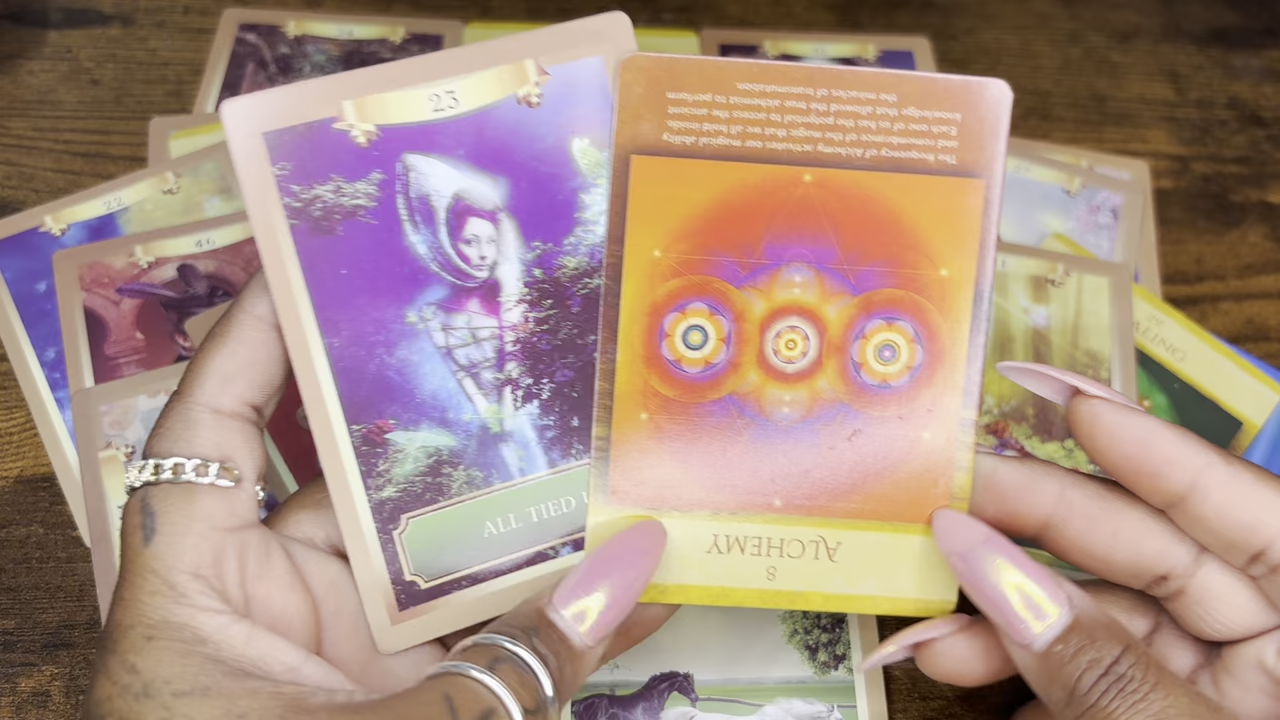 23
ALL TIED U
8
ALCHEMY
The frequency of Alchemy activates our magical ability
and remembrance of the magic that we all hold inside.
Each one of us has the potential to access the ancient
knowledge that allowed the true alchemist to perform
the miracles of transmutation.
22
46